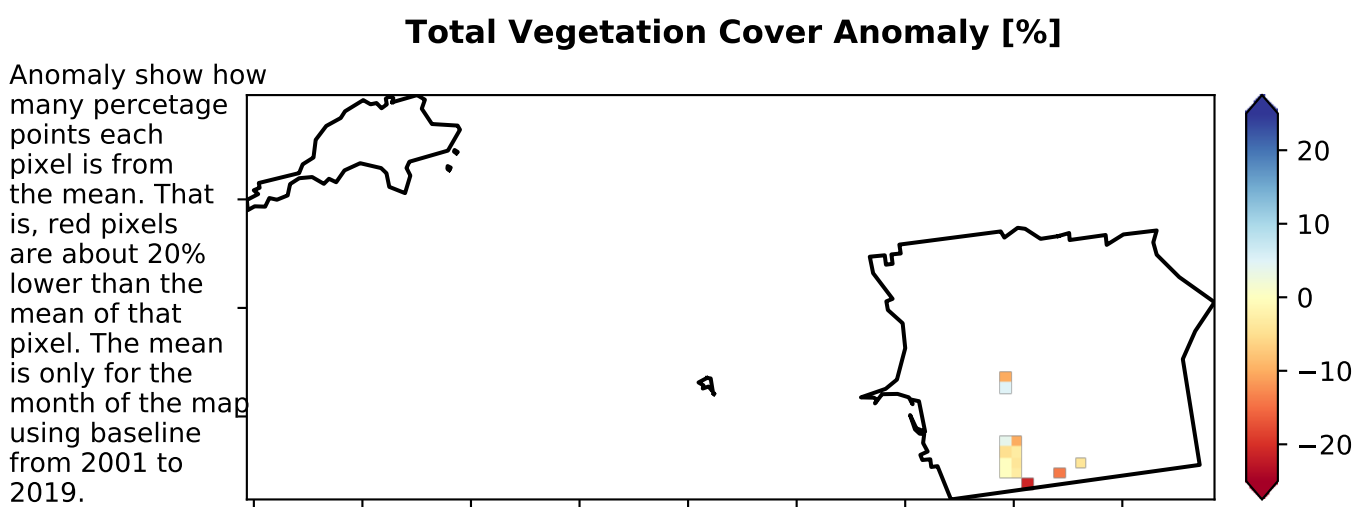 Total Vegetation Cover Anomaly [%]
Anomaly show how
many percetage
points each
pixel is from
the mean. That
is, red pixels
are about 20%
lower than the
mean of that
pixel. The mean
is only for the
month of the map
using baseline
from 2001 to
2019.
20
10
0
−10
−20